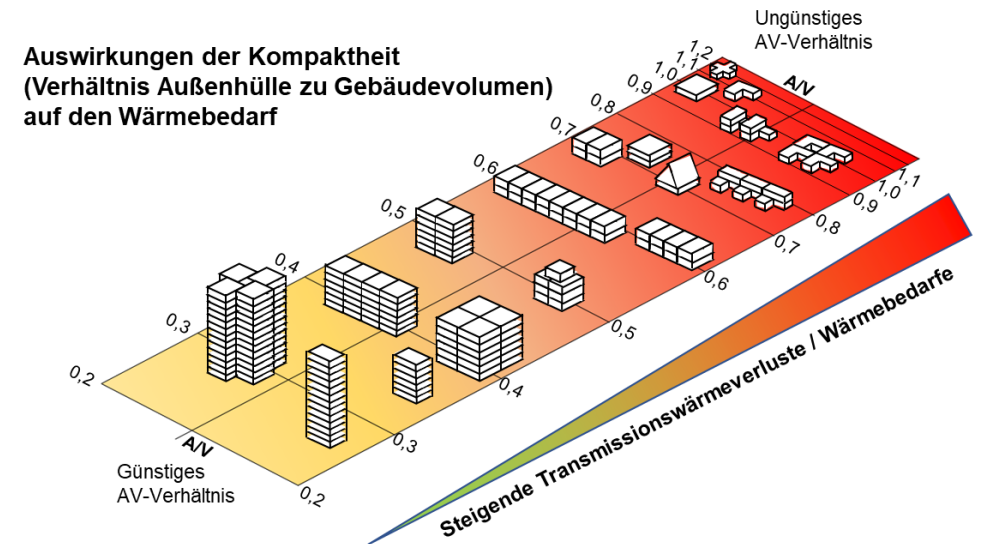 Auswirkungen der Kompaktheit
(Verhältnis Außenhülle zu Gebäudevolumen)
auf den Wärmebedarf
Ungünstiges
AV-Verhältnis
A/V
1,2
1,1
1,0
0,9
0,8
0,7
0,6
0,5
0,4
0,3
0,2
1,1
1,0
0,9
0,8
0,7
0,6
0,5
0,4
0,3
0,2
A/V
Günstiges
AV-Verhältnis
Steigende Transmissionswärmeverluste / Wärmebedarfe